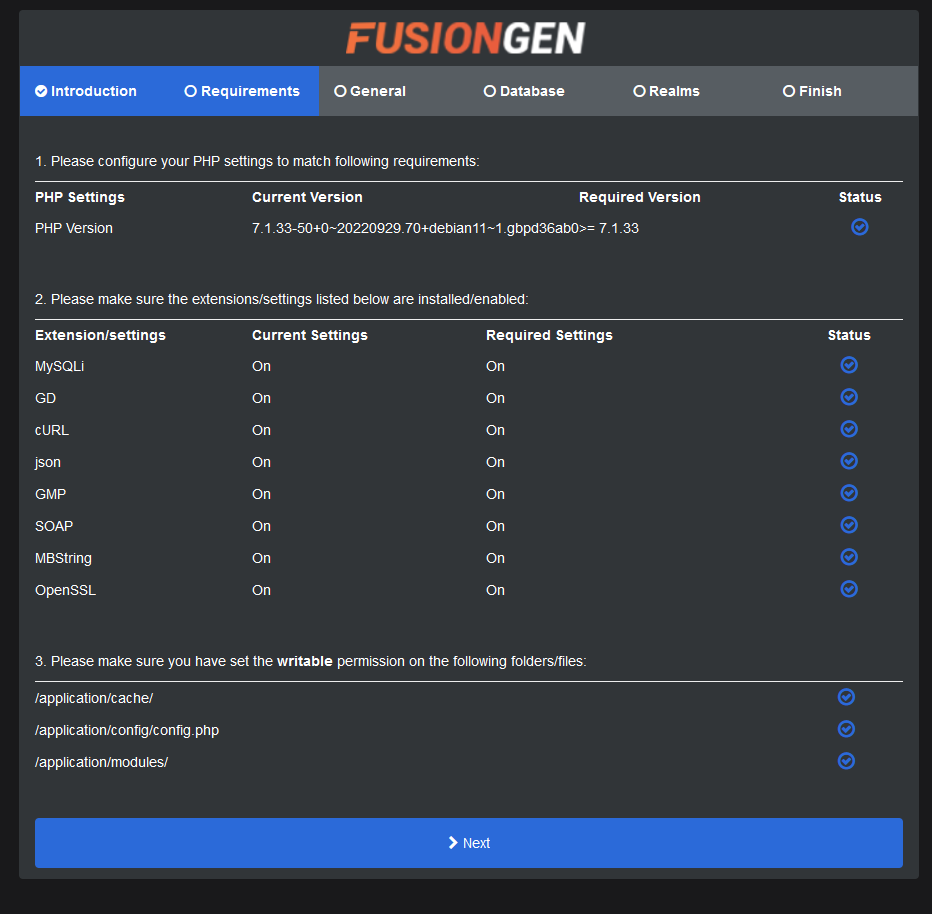 FUSIONGEN
Introduction Requirements General Database Realms Finish
1. Please configure your PHP settings to match following requirements:
PHP Settings Current Version Required Version Status
PHP Version 7.1.33-50+0~20220929.70+debian11~1.gbpd36ab0>= 7.1.33
2. Please make sure the extensions/settings listed below are installed/enabled:
Extension/settings Current Settings Required Settings Status
MySQLi On On
GD On On
cURL On On
json On On
GMP On On
SOAP On On
MBString On On
OpenSSL On On
3. Please make sure you have set the writable permission on the following folders/files:
/application/cache/
/application/config/config.php
/application/modules/
Next